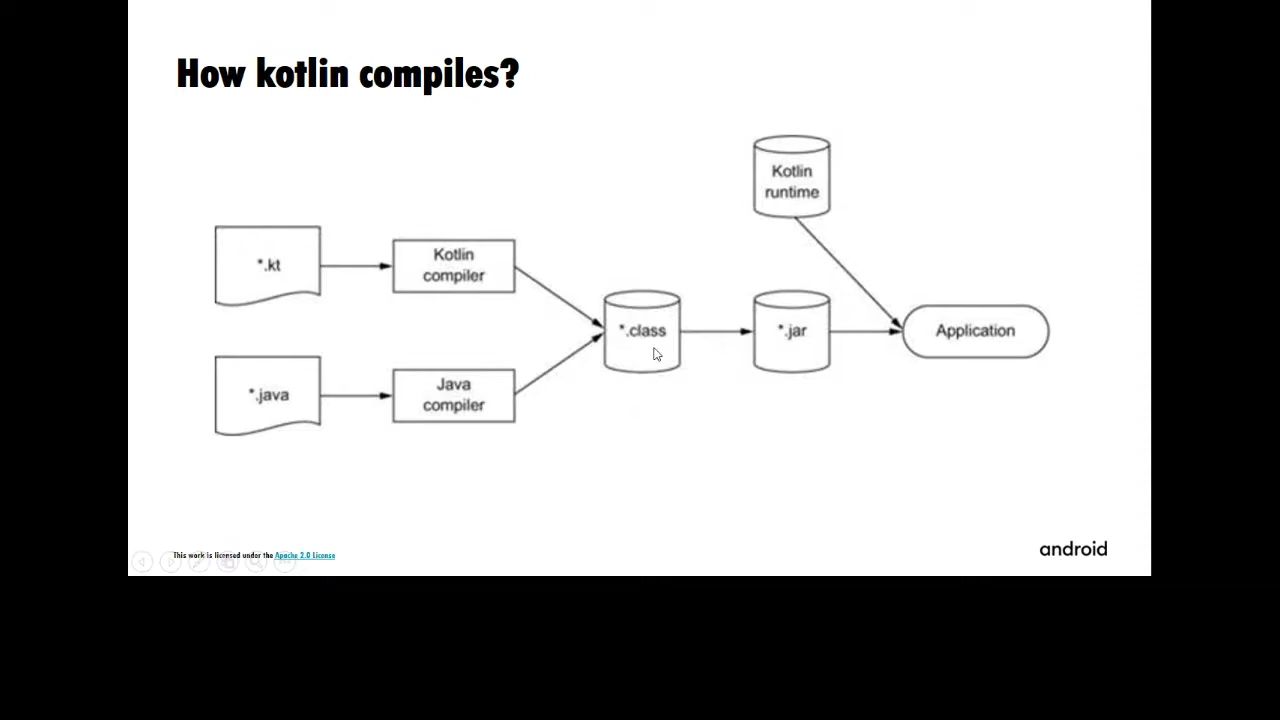 How kotlin compiles?
Kotlin
runtime
*.kt
Kotlin
compiler
*.class
*.jar
Application
*.java
Java
compiler
This work is licensed under the Apache 2.0 License
android